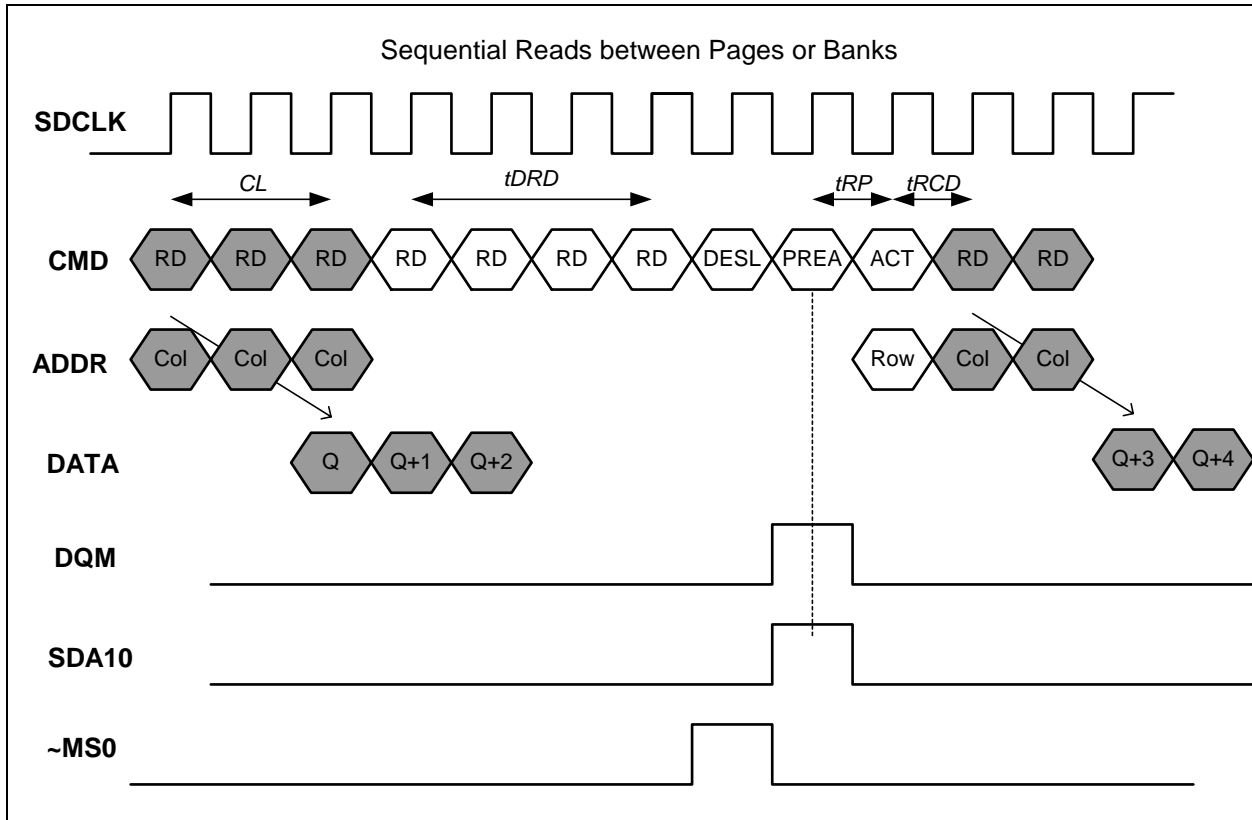 Sequential Reads between Pages or Banks
SDCLK
CL tDRD tRP tRCD
CMD RD RD RD RD RD RD RD DESL PREA ACT RD RD
ADDR Col Col Col Row Col Col
DATA Q Q+1 Q+2 Q+3 Q+4
DQM
SDA10
~MS0